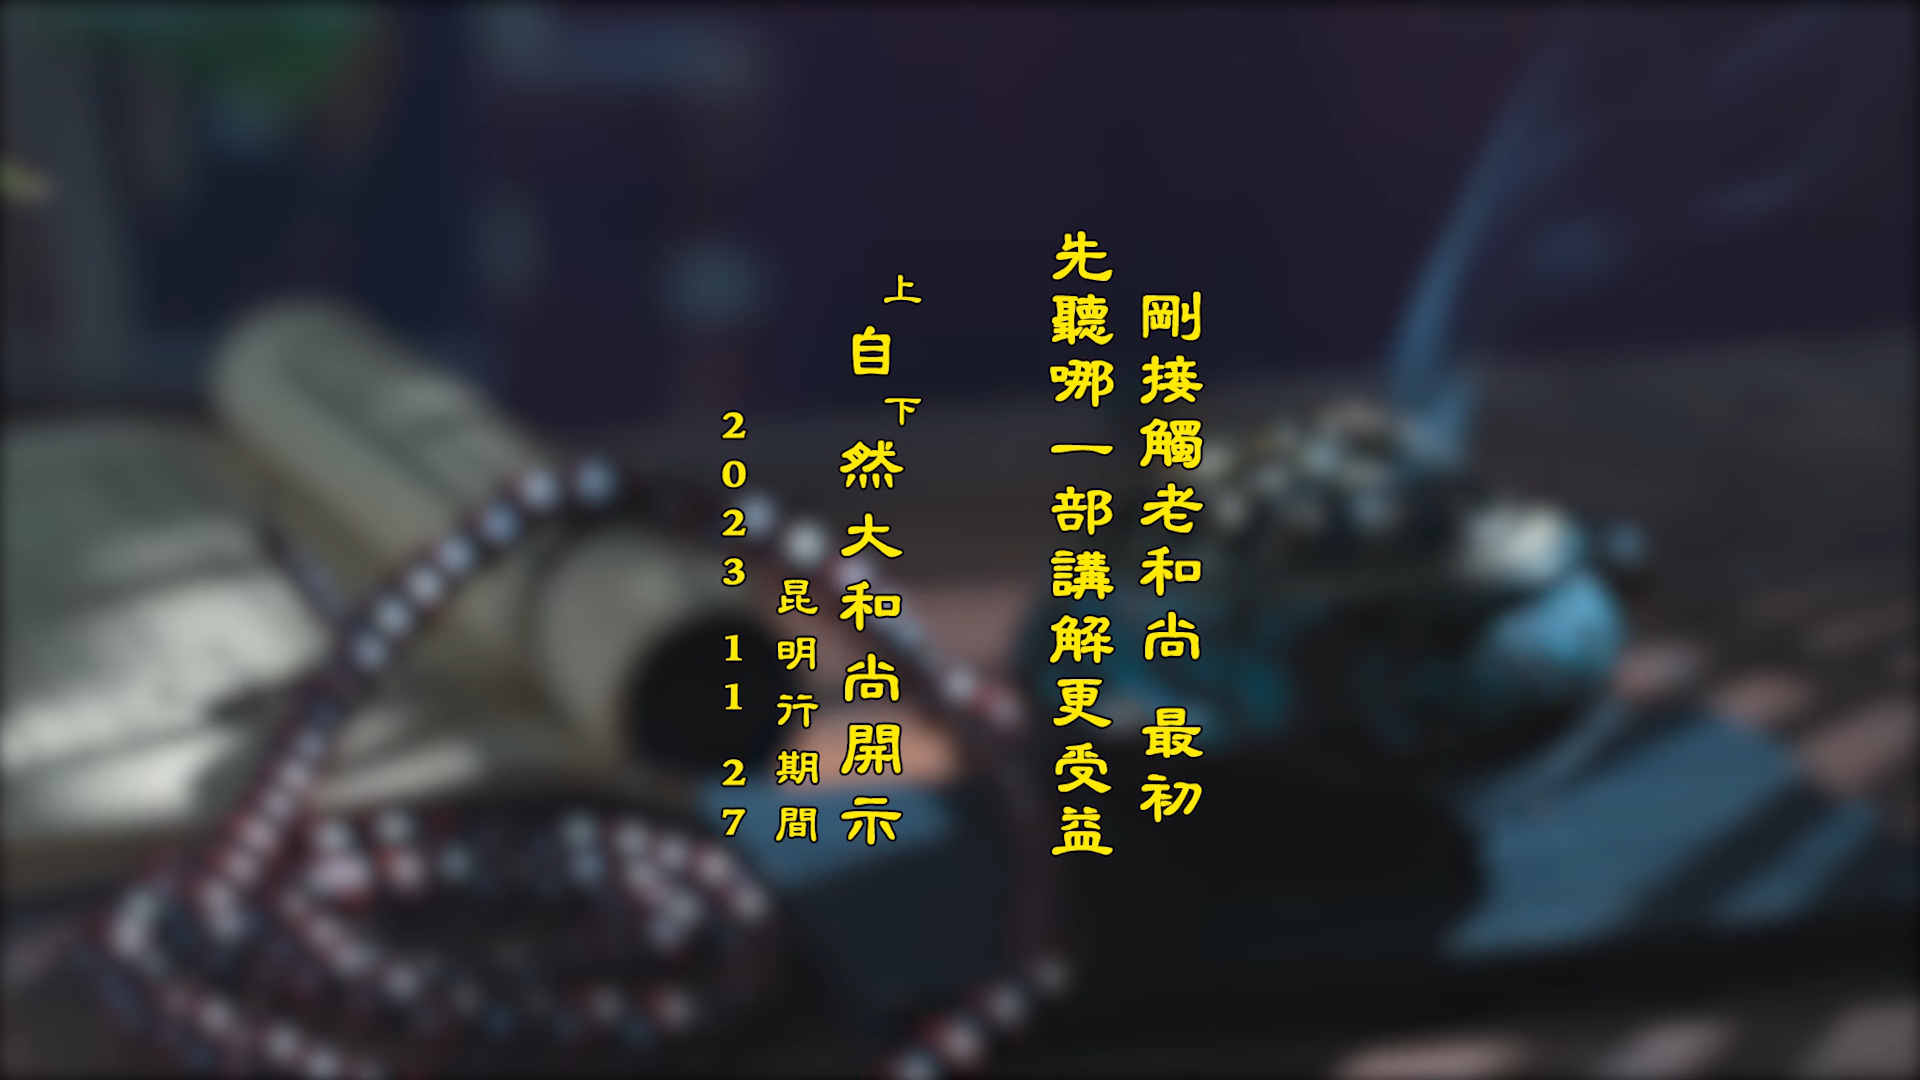 剛接觸老和尚 最初
先聽哪一部講解更受益
上自下然大和尚開示
昆明行期間
2023 11 27